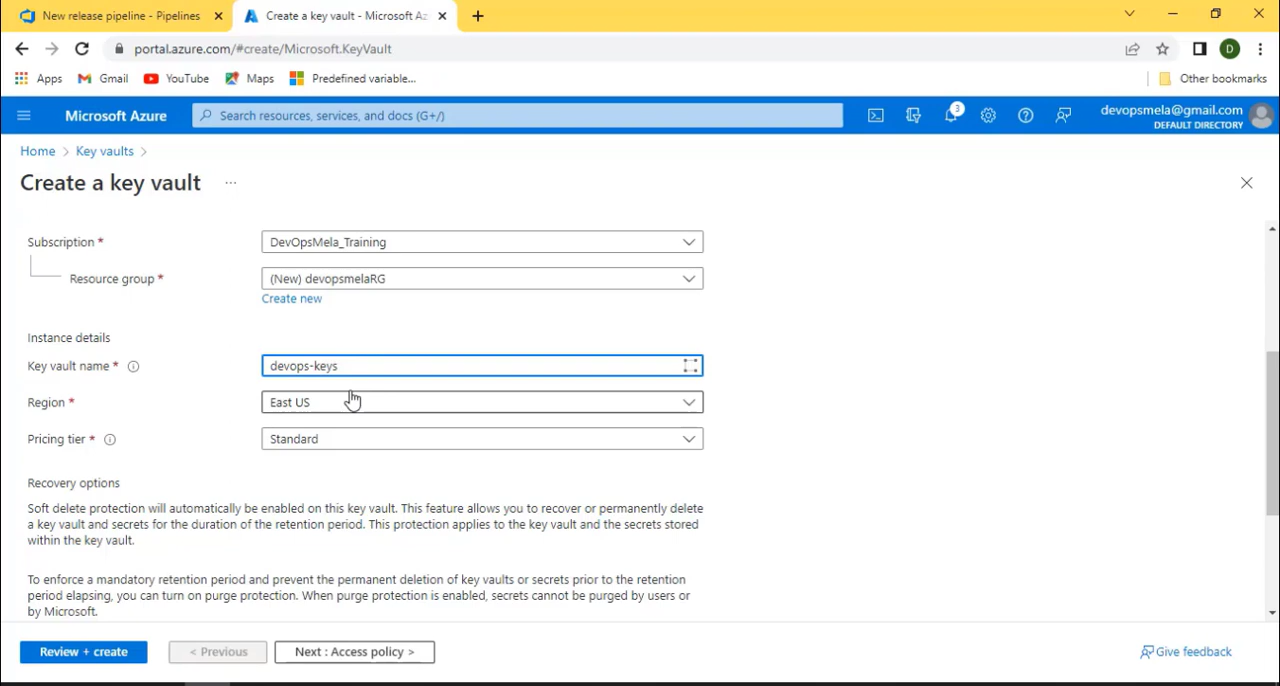 New release pipeline - Pipelines
Create a key vault - Microsoft Az
portal.azure.com/#create/Microsoft.KeyVault
D
Apps
Gmail
YouTube
Maps
Predefined variable...
Other bookmarks
Microsoft Azure
Search resources, services, and docs (G+/)
3
devopsmela@gmail.com
DEFAULT DIRECTORY
Home > Key vaults >
Create a key vault ...
Subscription *
DevOpsMela_Training
Resource group *
(New) devopsmelaRG
Create new
Instance details
Key vault name *
devops-keys
Region *
East US
Pricing tier *
Standard
Recovery options
Soft delete protection will automatically be enabled on this key vault. This feature allows you to recover or permanently delete
a key vault and secrets for the duration of the retention period. This protection applies to the key vault and the secrets stored
within the key vault.
To enforce a mandatory retention period and prevent the permanent deletion of key vaults or secrets prior to the retention
period elapsing, you can turn on purge protection. When purge protection is enabled, secrets cannot be purged by users or
by Microsoft.
Review + create
< Previous
Next : Access policy >
Give feedback